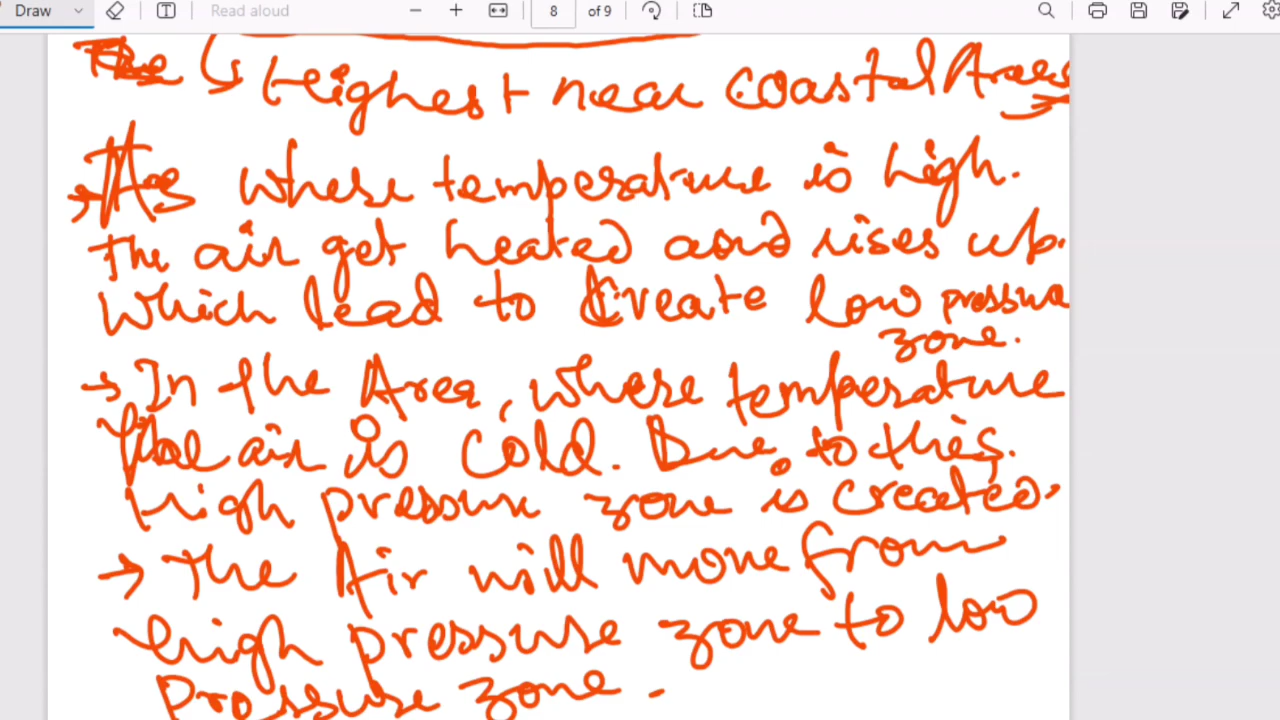 Draw
Read aloud
8 of 9
The ↳ Highest near coastal Areas
→ As where temperature is high.
The air get heated and rises up.
Which lead to Create low pressure
zone.
→ In the Area, where temperature
The air is cold. Due to this.
high pressure zone is created.
→ The Air will move from
high pressure zone to low
Pressure zone.